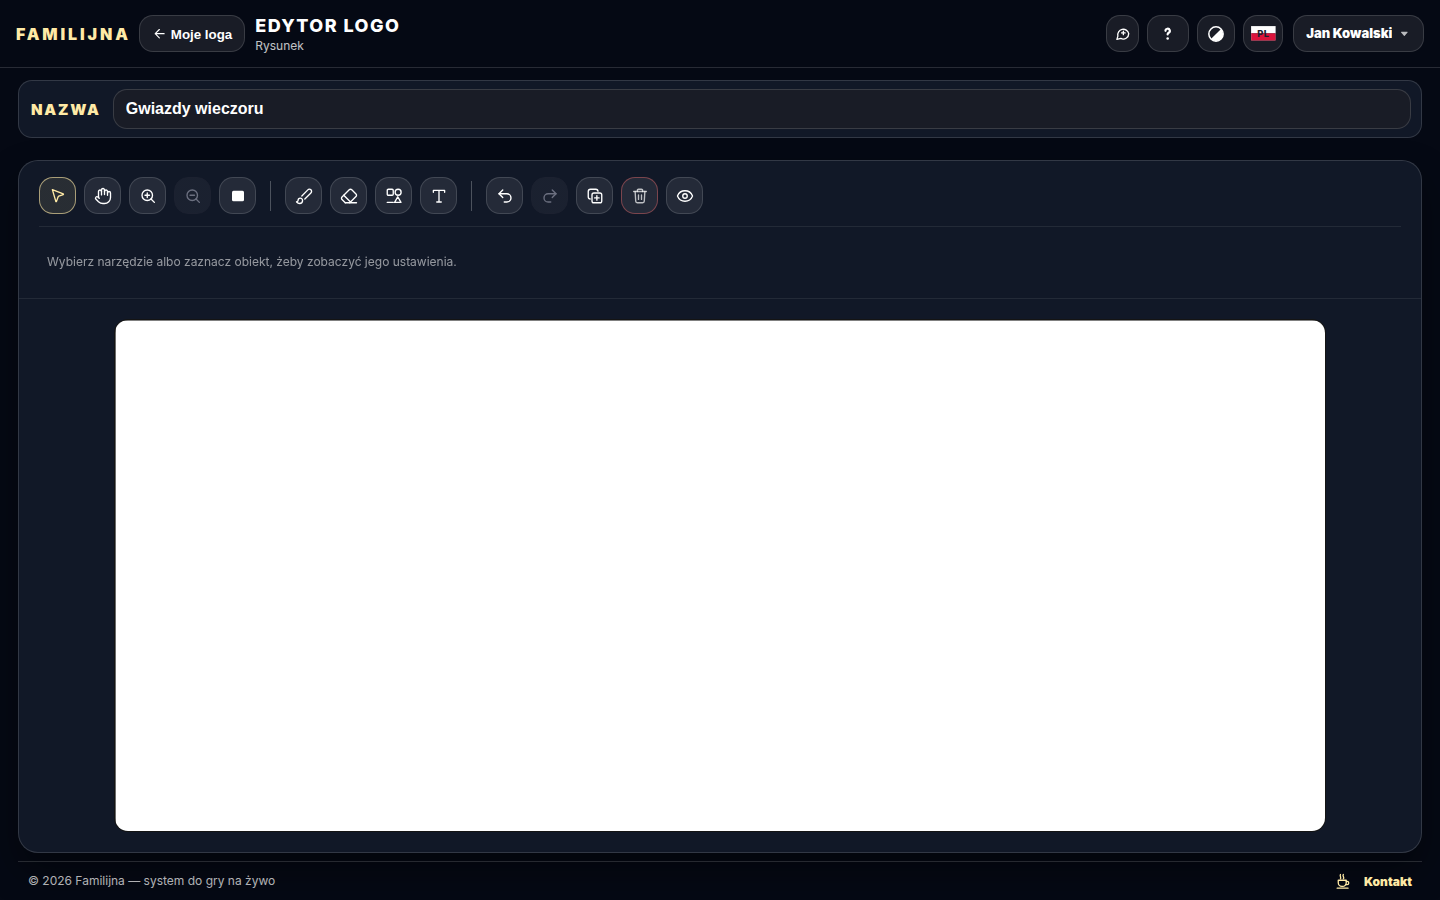 FAMILIJNA
Moje loga
EDYTOR LOGO
Rysunek
?
PL
Jan Kowalski
NAZWA
Gwiazdy wieczoru
Wybierz narzędzie albo zaznacz obiekt, żeby zobaczyć jego ustawienia.
© 2026 Familijna — system do gry na żywo
Kontakt